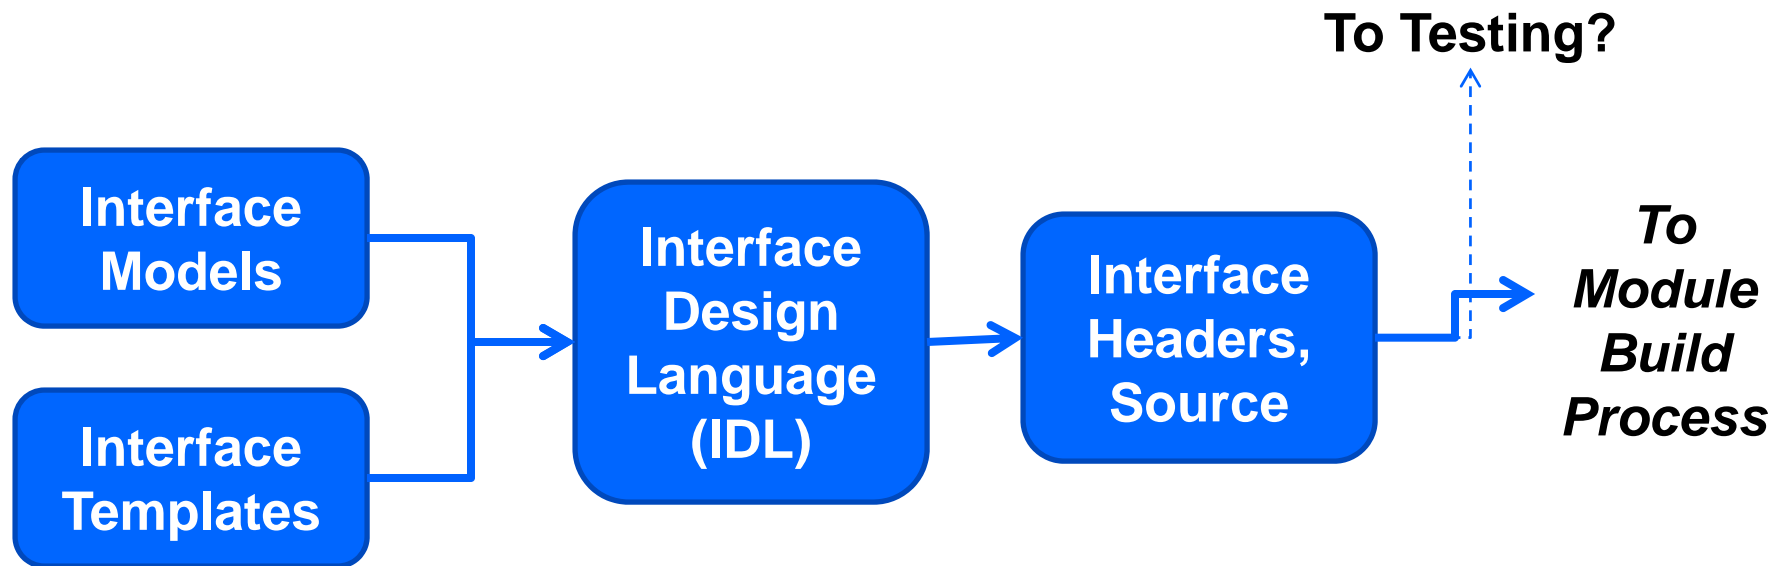 To Testing?
Interface
Models
Interface
Templates
Interface
Design
Language
(IDL)
Interface
Headers,
Source
To
Module
Build
Process